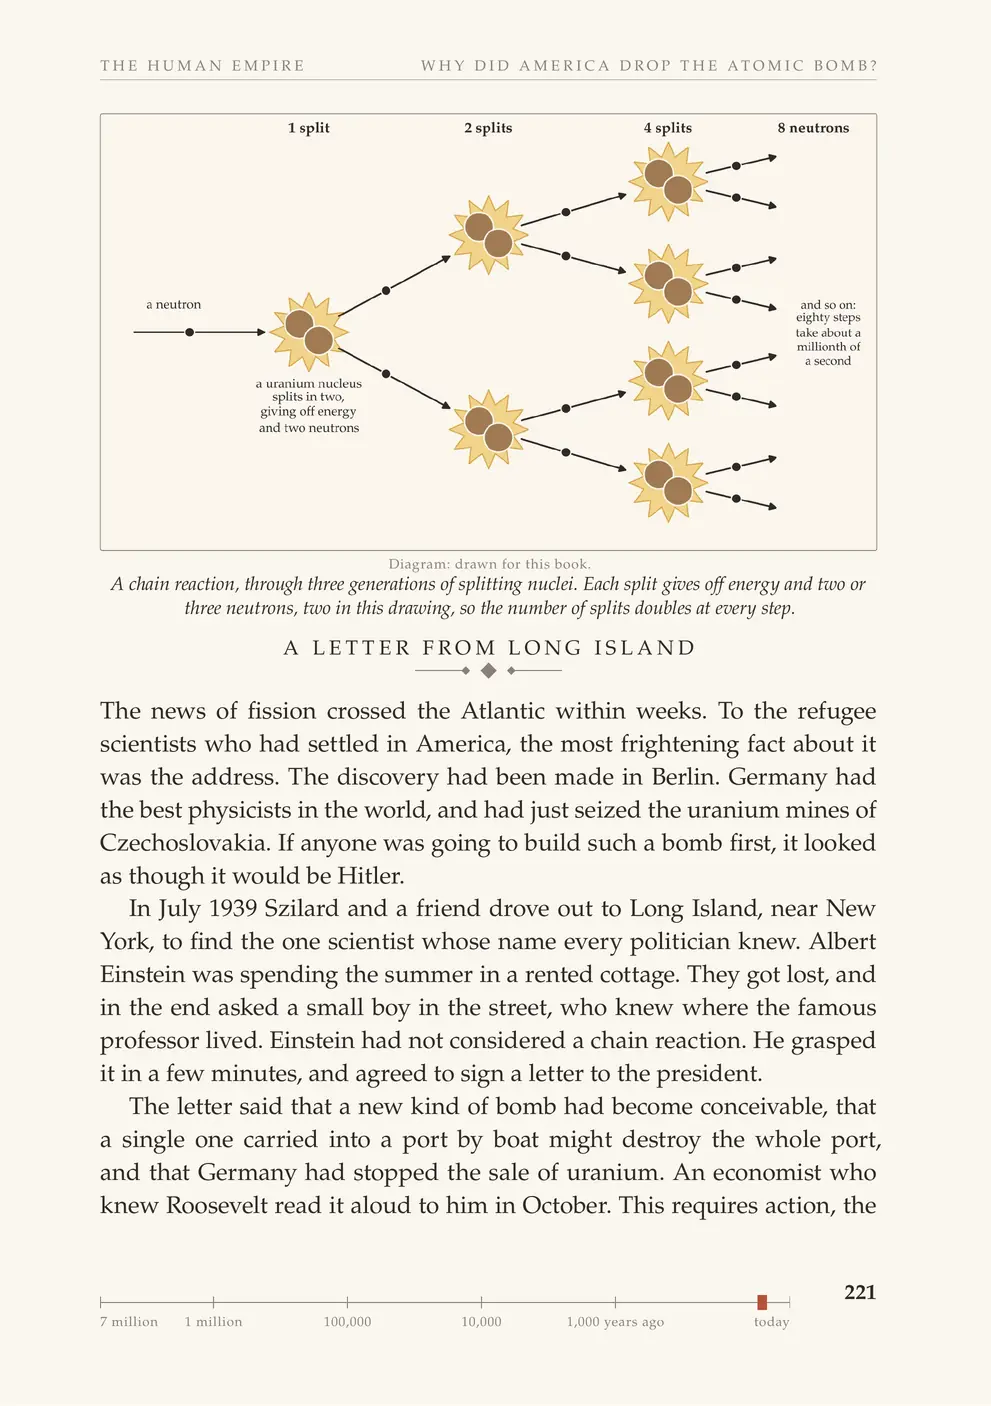 THE HUMAN EMPIRE
WHY DID AMERICA DROP THE ATOMIC BOMB?
1 split
2 splits
4 splits
8 neutrons
a neutron
a uranium nucleus
splits in two,
giving off energy
and two neutrons
and so on:
eighty steps
take about a
millionth of
a second
Diagram: drawn for this book.
A chain reaction, through three generations of splitting nuclei. Each split gives off energy and two or
three neutrons, two in this drawing, so the number of splits doubles at every step.
A LETTER FROM LONG ISLAND
The news of fission crossed the Atlantic within weeks. To the refugee
scientists who had settled in America, the most frightening fact about it
was the address. The discovery had been made in Berlin. Germany had
the best physicists in the world, and had just seized the uranium mines of
Czechoslovakia. If anyone was going to build such a bomb first, it looked
as though it would be Hitler.
In July 1939 Szilard and a friend drove out to Long Island, near New
York, to find the one scientist whose name every politician knew. Albert
Einstein was spending the summer in a rented cottage. They got lost, and
in the end asked a small boy in the street, who knew where the famous
professor lived. Einstein had not considered a chain reaction. He grasped
it in a few minutes, and agreed to sign a letter to the president.
The letter said that a new kind of bomb had become conceivable, that
a single one carried into a port by boat might destroy the whole port,
and that Germany had stopped the sale of uranium. An economist who
knew Roosevelt read it aloud to him in October. This requires action, the
221
7 million
1 million
100,000
10,000
1,000 years ago
today